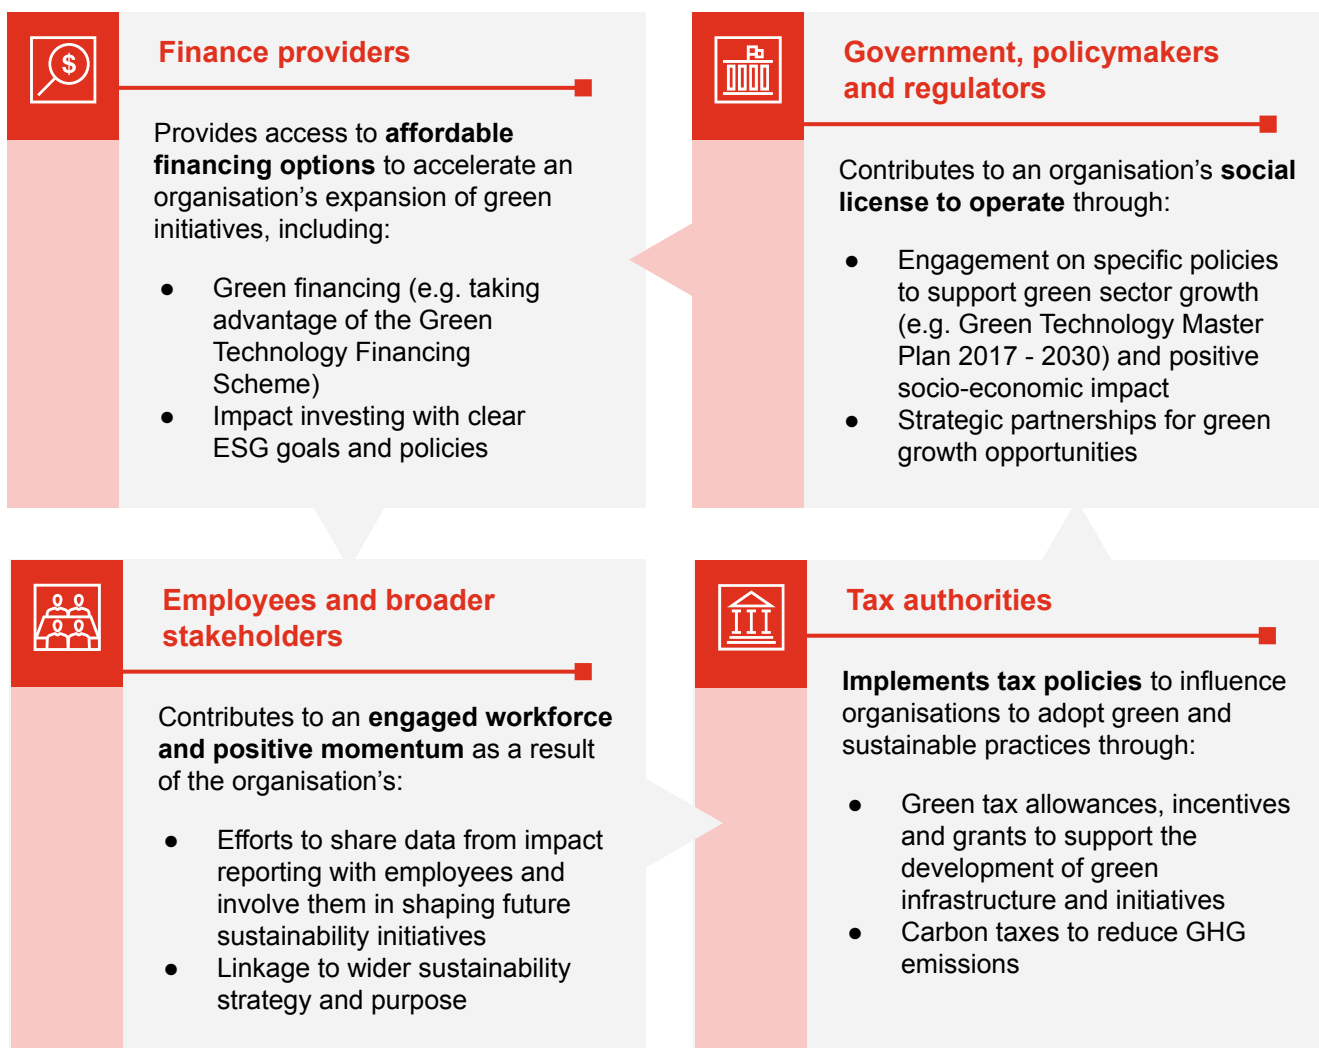 $
Finance providers
Provides access to affordable
financing options to accelerate an
organisation’s expansion of green
initiatives, including:
● Green financing (e.g. taking
advantage of the Green
Technology Financing
Scheme)
● Impact investing with clear
ESG goals and policies
Government, policymakers
and regulators
Contributes to an organisation’s social
license to operate through:
● Engagement on specific policies
to support green sector growth
(e.g. Green Technology Master
Plan 2017 - 2030) and positive
socio-economic impact
● Strategic partnerships for green
growth opportunities
Employees and broader
stakeholders
Contributes to an engaged workforce
and positive momentum as a result
of the organisation’s:
● Efforts to share data from impact
reporting with employees and
involve them in shaping future
sustainability initiatives
● Linkage to wider sustainability
strategy and purpose
Tax authorities
Implements tax policies to influence
organisations to adopt green and
sustainable practices through:
● Green tax allowances, incentives
and grants to support the
development of green
infrastructure and initiatives
● Carbon taxes to reduce GHG
emissions